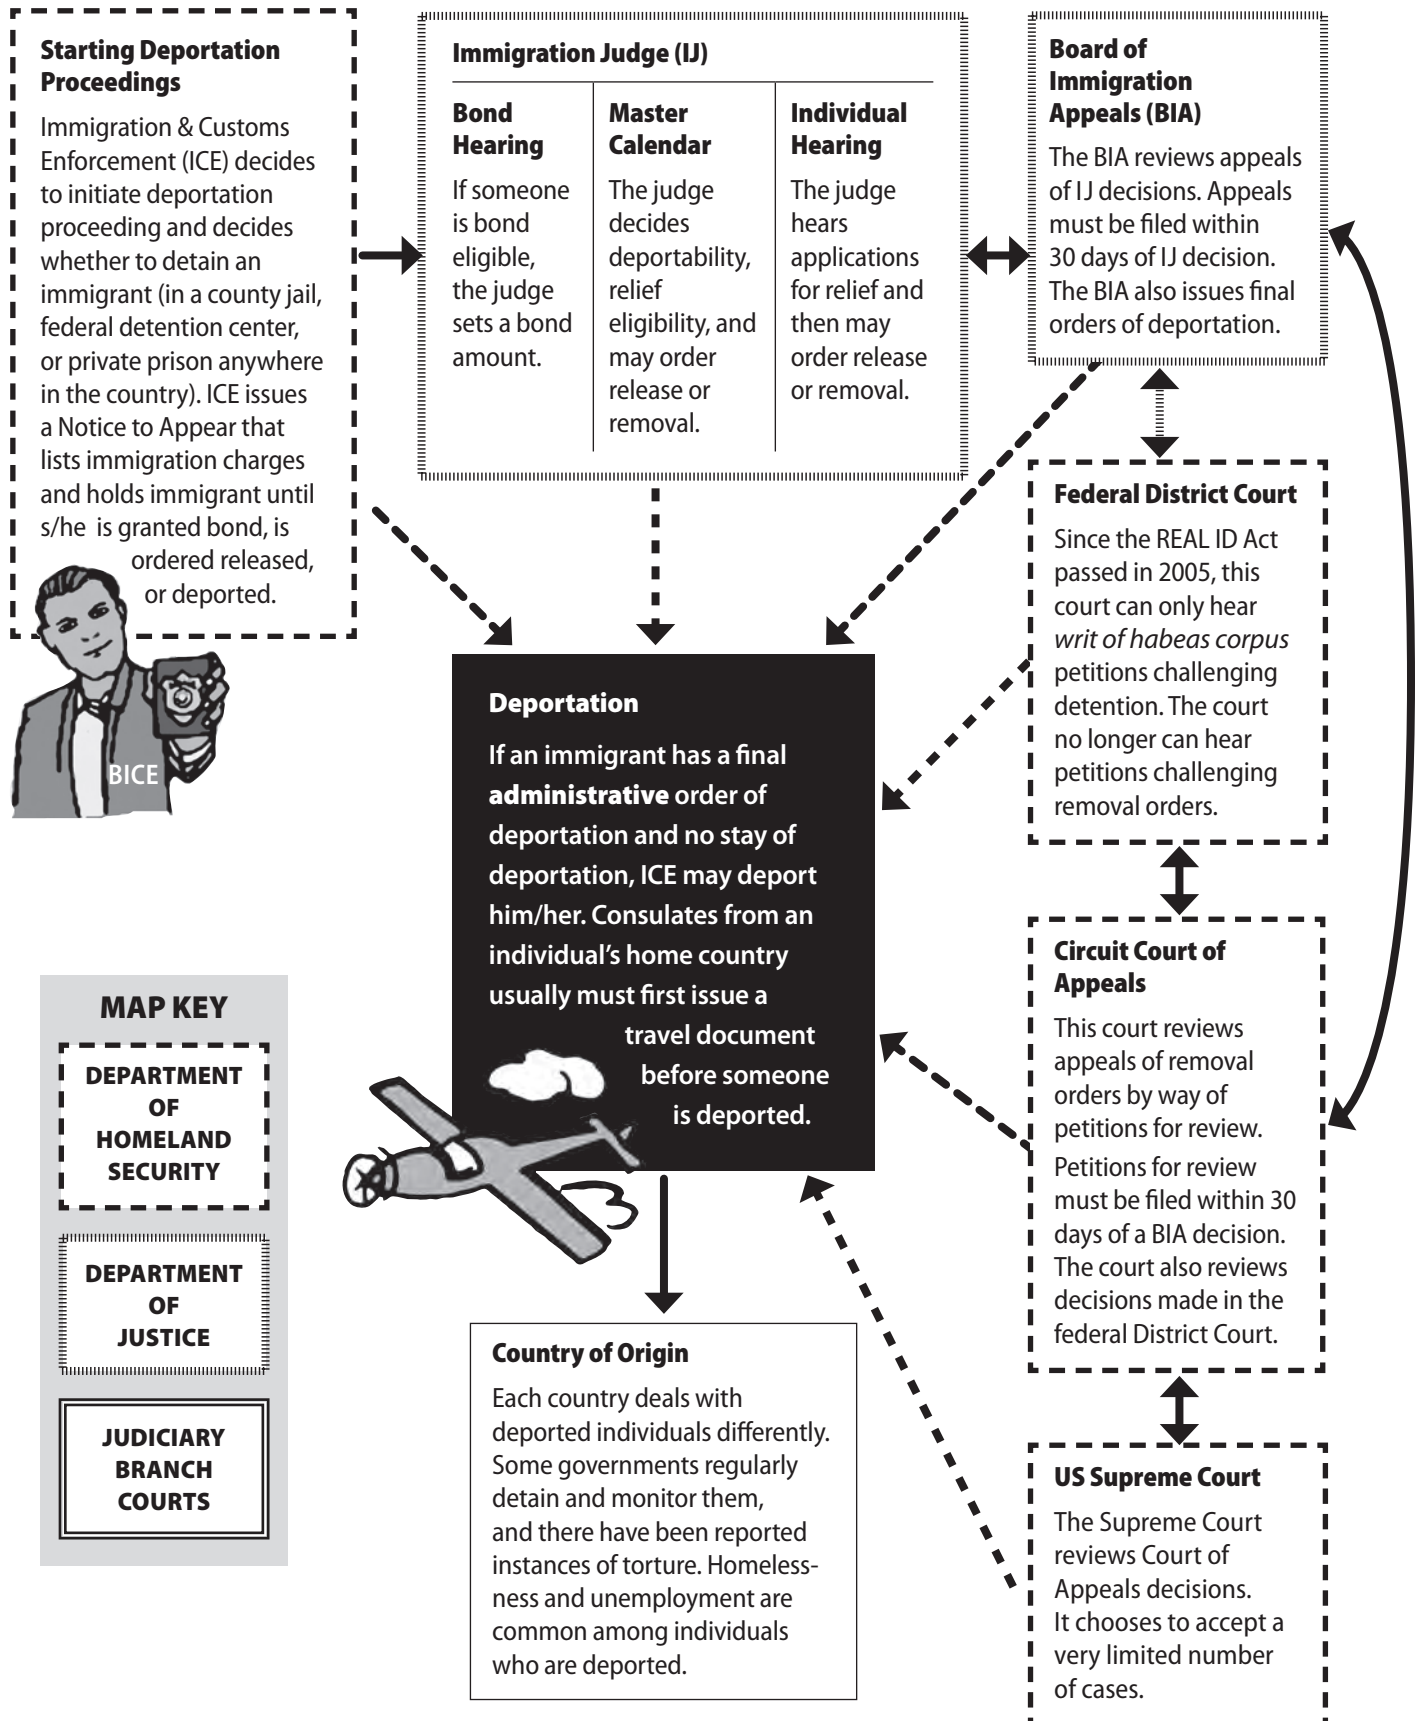 Starting Deportation
Proceedings
Immigration & Customs
Enforcement (ICE) decides
to initiate deportation
proceeding and decides
whether to detain an
immigrant (in a county jail,
federal detention center,
or private prison anywhere
in the country). ICE issues
a Notice to Appear that
lists immigration charges
and holds immigrant until
s/he is granted bond, is
ordered released,
or deported.
BICE
Immigration Judge (IJ)
Bond
Hearing
If someone
is bond
eligible,
the judge
sets a bond
amount.
Master
Calendar
The judge
decides
deportability,
relief
eligibility, and
may order
release or
removal.
Individual
Hearing
The judge
hears
applications
for relief and
then may
order release
or removal.
Board of
Immigration
Appeals (BIA)
The BIA reviews appeals
of IJ decisions. Appeals
must be filed within
30 days of IJ decision.
The BIA also issues final
orders of deportation.
Federal District Court
Since the REAL ID Act
passed in 2005, this
court can only hear
writ of habeas corpus
petitions challenging
detention. The court
no longer can hear
petitions challenging
removal orders.
Circuit Court of
Appeals
This court reviews
appeals of removal
orders by way of
petitions for review.
Petitions for review
must be filed within 30
days of a BIA decision.
The court also reviews
decisions made in the
federal District Court.
US Supreme Court
The Supreme Court
reviews Court of
Appeals decisions.
It chooses to accept a
very limited number
of cases.
Deportation
If an immigrant has a final
administrative order of
deportation and no stay of
deportation, ICE may deport
him/her. Consulates from an
individual’s home country
usually must first issue a
travel document
before someone
is deported.
Country of Origin
Each country deals with
deported individuals differently.
Some governments regularly
detain and monitor them,
and there have been reported
instances of torture. Homeless-
ness and unemployment are
common among individuals
who are deported.
MAP KEY
DEPARTMENT
OF
HOMELAND
SECURITY
DEPARTMENT
OF
JUSTICE
JUDICIARY
BRANCH
COURTS